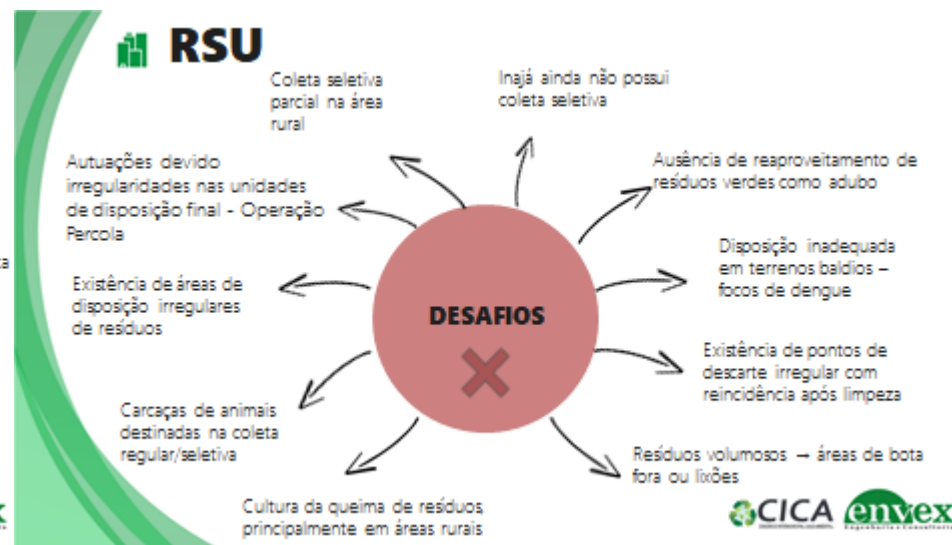 RSU
Coleta seletiva
parcial na área
rural
Inajá ainda não possui
coleta seletiva
Autuações devido
irregularidades nas unidades
de disposição final - Operação
Percola
Ausência de reaproveitamento de
resíduos verdes como adubo
Existência de áreas de
disposição irregulares
de resíduos
Disposição inadequada
em terrenos baldios –
focos de dengue
DESAFIOS
Existência de pontos de
descarte irregular com
reincidência após limpeza
Carcaças de animais
destinadas na coleta
regular/seletiva
Resíduos volumosos → áreas de bota
fora ou lixões
Cultura da queima de resíduos,
principalmente em áreas rurais
CICA
envex
Engenharia e Consultoria